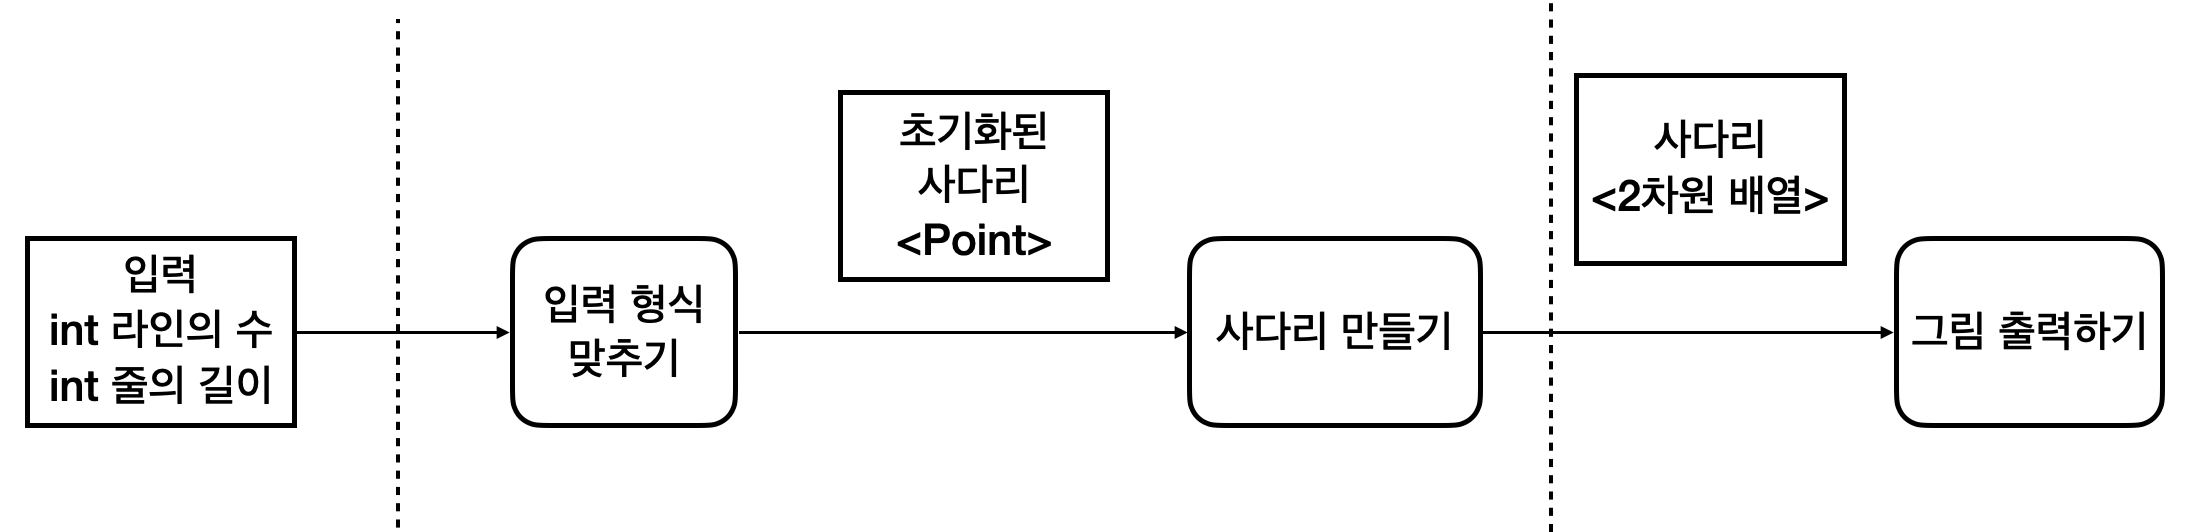 입력
int 라인의 수
int 줄의 길이
입력 형식
맞추기
초기화된
사다리
<Point>
사다리 만들기
사다리
<2차원 배열>
그림 출력하기